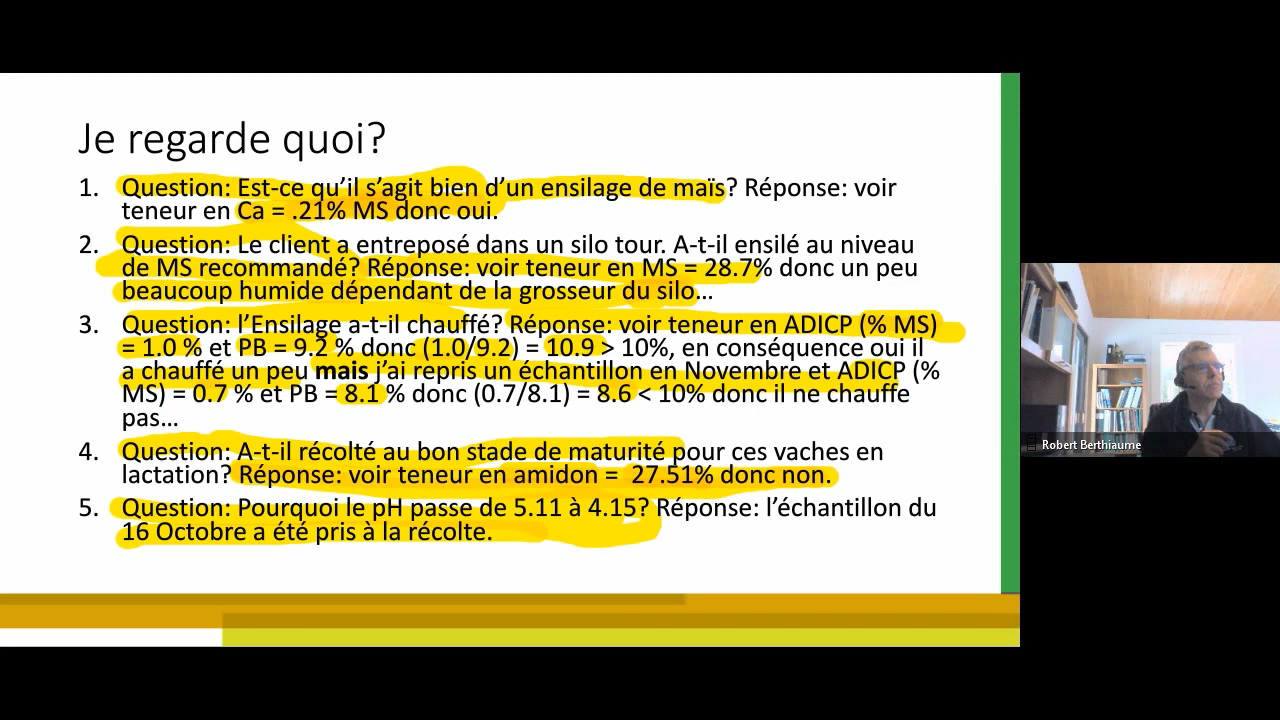 Je regarde quoi?
1. Question: Est-ce qu’il s’agit bien d’un ensilage de maïs? Réponse: voir
teneur en Ca = .21% MS donc oui.
2. Question: Le client a entreposé dans un silo tour. A-t-il ensilé au niveau
de MS recommandé? Réponse: voir teneur en MS = 28.7% donc un peu
beaucoup humide dépendant de la grosseur du silo…
3. Question: l’Ensilage a-t-il chauffé? Réponse: voir teneur en ADICP (% MS)
= 1.0 % et PB = 9.2 % donc (1.0/9.2) = 10.9 > 10%, en conséquence oui il
a chauffé un peu mais j’ai repris un échantillon en Novembre et ADICP (%
MS) = 0.7 % et PB = 8.1 % donc (0.7/8.1) = 8.6 < 10% donc il ne chauffe
pas…
4. Question: A-t-il récolté au bon stade de maturité pour ces vaches en
lactation? Réponse: voir teneur en amidon = 27.51% donc non.
5. Question: Pourquoi le pH passe de 5.11 à 4.15? Réponse: l’échantillon du
16 Octobre a été pris à la récolte.
Robert Berthiaume